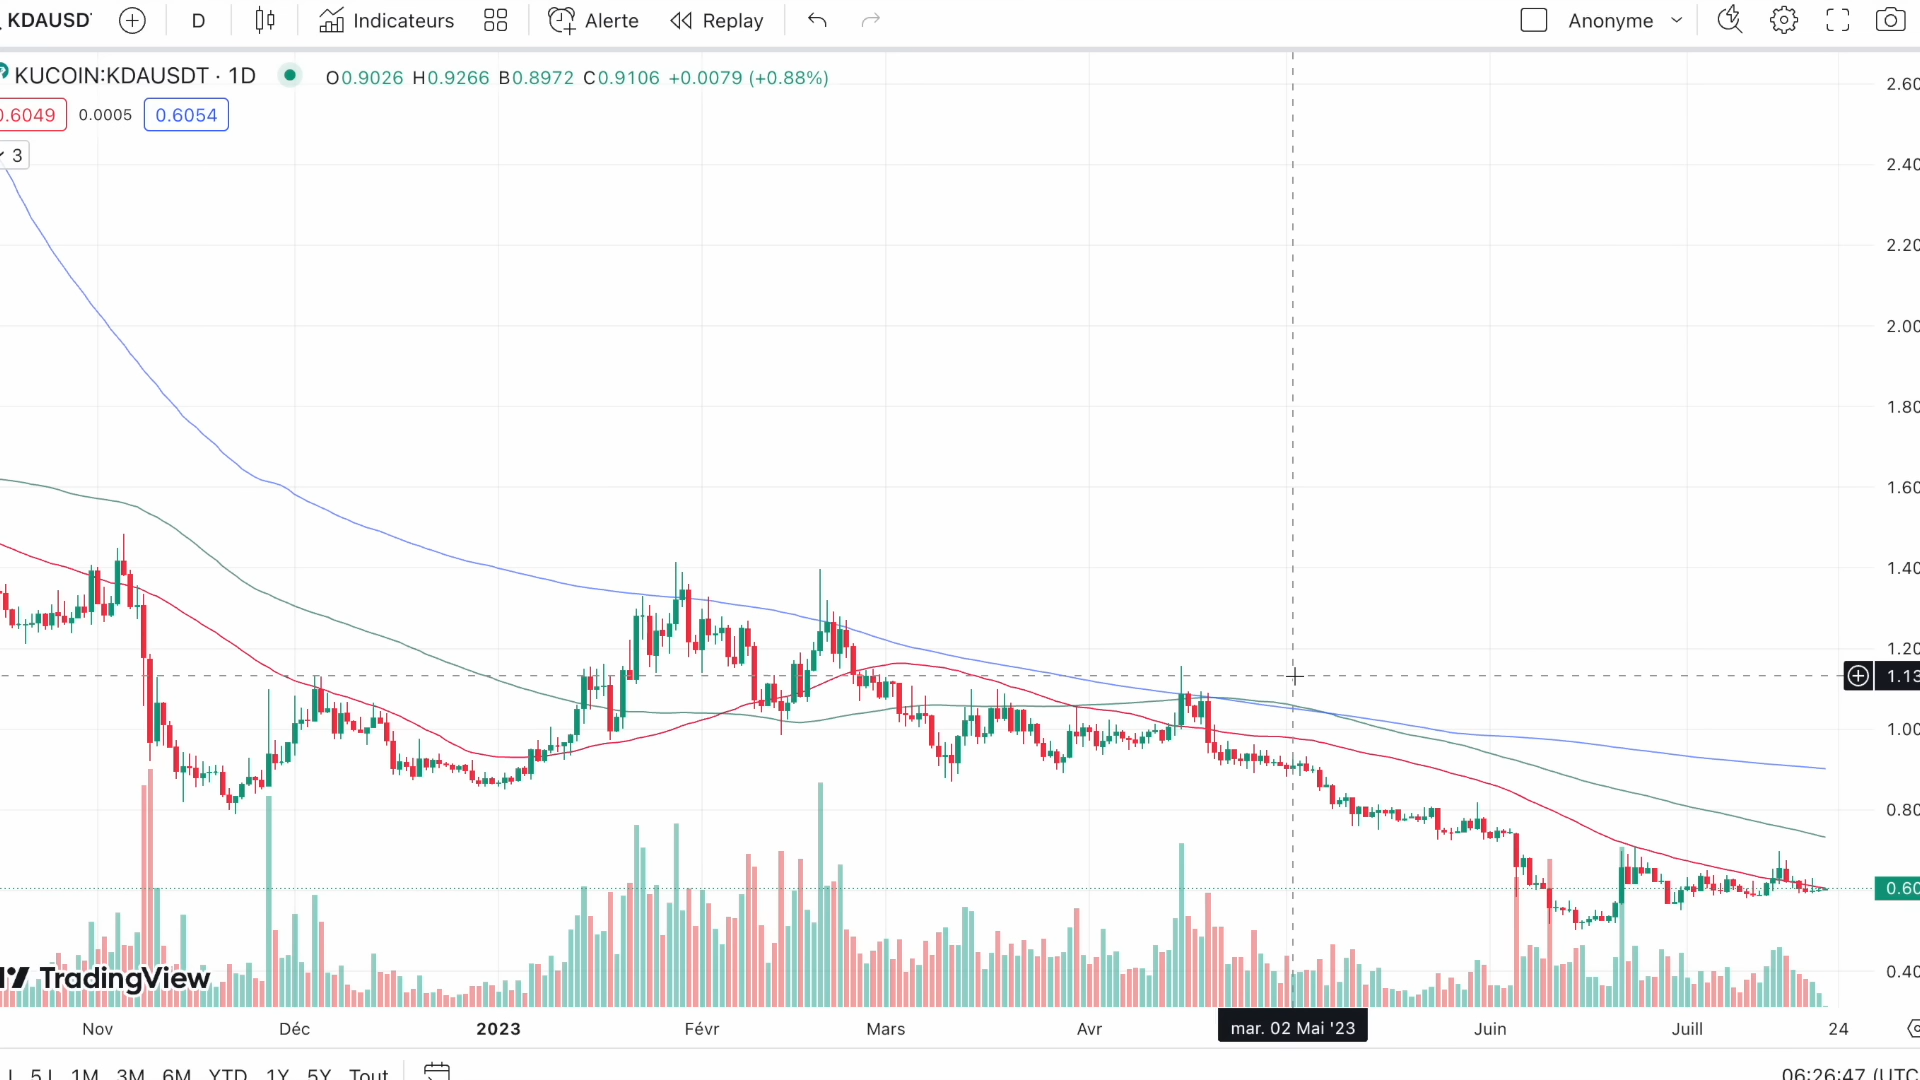 KDAUSD D Indicateurs Alerte Replay Anonyme
KUCOIN:KDAUSDT · 1D O0.9026 H0.9266 B0.8972 C0.9106 +0.0079 (+0.88%)
0.6049 0.0005 0.6054
3
2.60
2.40
2.20
2.00
1.80
1.60
1.40
1.20
1.13
1.00
0.80
0.60
0.40
TradingView
Nov Déc 2023 Févr Mars Avr mar. 02 Mai '23 Juin Juill 24
5J 1M 3M 6M YTD 1Y 5Y Tout 06:26:47 (UTC